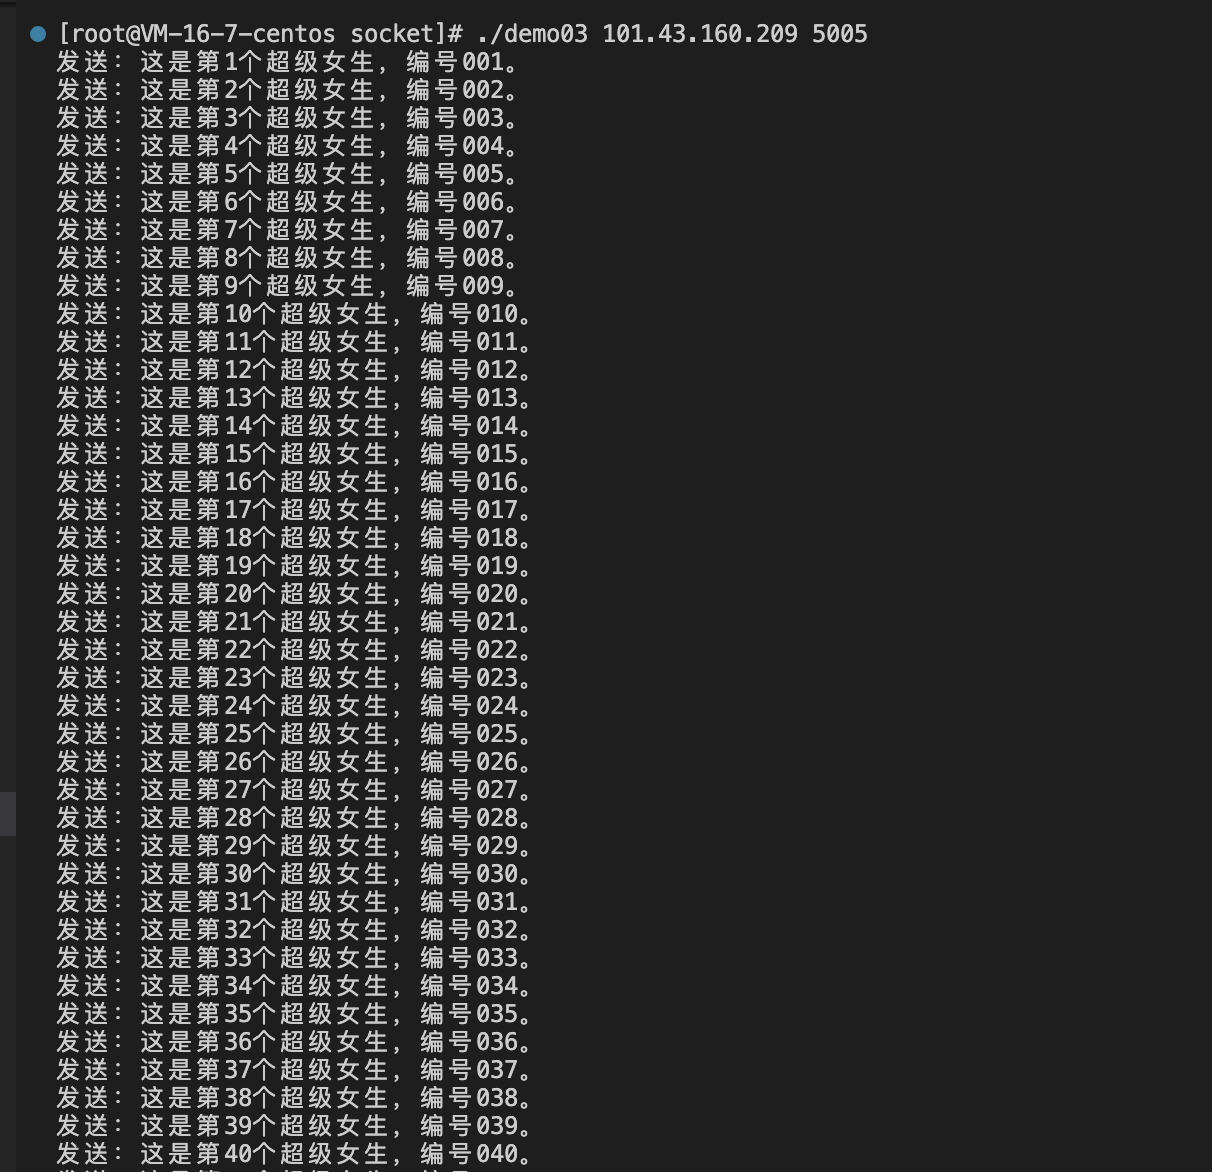 [root@VM-16-7-centos socket]# ./demo03 101.43.160.209 5005
发送：这是第1个超级女生，编号001。
发送：这是第2个超级女生，编号002。
发送：这是第3个超级女生，编号003。
发送：这是第4个超级女生，编号004。
发送：这是第5个超级女生，编号005。
发送：这是第6个超级女生，编号006。
发送：这是第7个超级女生，编号007。
发送：这是第8个超级女生，编号008。
发送：这是第9个超级女生，编号009。
发送：这是第10个超级女生，编号010。
发送：这是第11个超级女生，编号011。
发送：这是第12个超级女生，编号012。
发送：这是第13个超级女生，编号013。
发送：这是第14个超级女生，编号014。
发送：这是第15个超级女生，编号015。
发送：这是第16个超级女生，编号016。
发送：这是第17个超级女生，编号017。
发送：这是第18个超级女生，编号018。
发送：这是第19个超级女生，编号019。
发送：这是第20个超级女生，编号020。
发送：这是第21个超级女生，编号021。
发送：这是第22个超级女生，编号022。
发送：这是第23个超级女生，编号023。
发送：这是第24个超级女生，编号024。
发送：这是第25个超级女生，编号025。
发送：这是第26个超级女生，编号026。
发送：这是第27个超级女生，编号027。
发送：这是第28个超级女生，编号028。
发送：这是第29个超级女生，编号029。
发送：这是第30个超级女生，编号030。
发送：这是第31个超级女生，编号031。
发送：这是第32个超级女生，编号032。
发送：这是第33个超级女生，编号033。
发送：这是第34个超级女生，编号034。
发送：这是第35个超级女生，编号035。
发送：这是第36个超级女生，编号036。
发送：这是第37个超级女生，编号037。
发送：这是第38个超级女生，编号038。
发送：这是第39个超级女生，编号039。
发送：这是第40个超级女生，编号040。